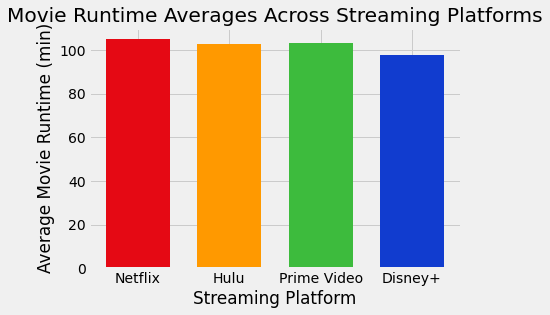 Movie Runtime Averages Across Streaming Platforms
Average Movie Runtime (min)
100
80
60
40
20
0
Netflix Hulu Prime Video Disney+
Streaming Platform